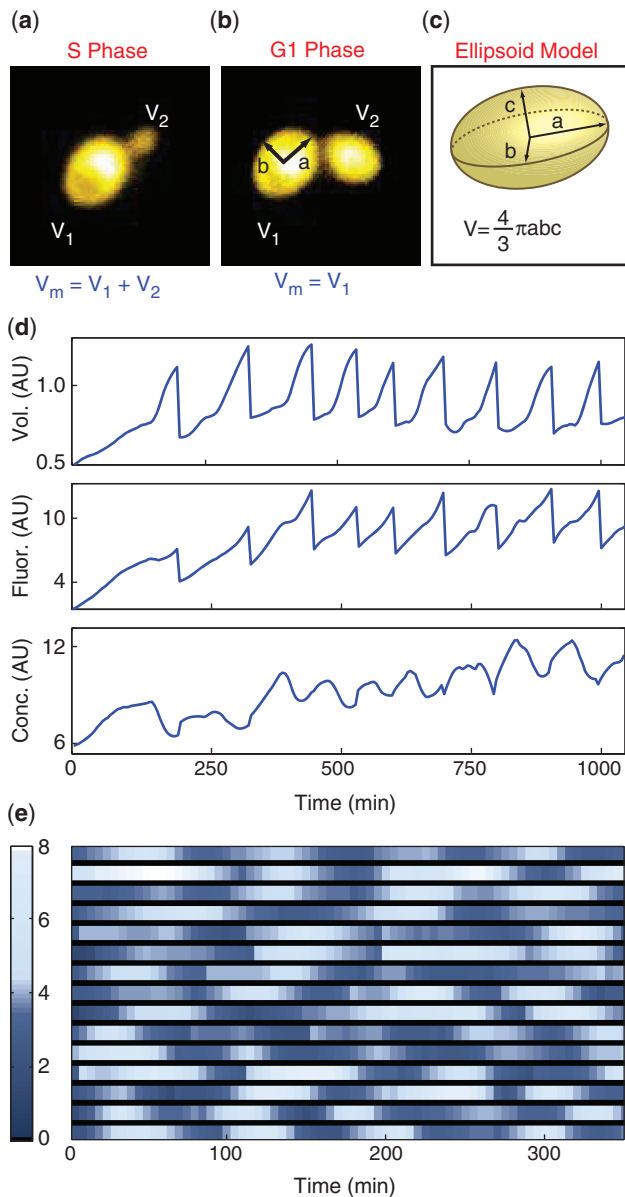 (a) (b) (c)
S Phase G1 Phase Ellipsoid Model
V2 V1
b a V2 V1
c a b
V=4/3 πabc
Vm = V1 + V2 Vm = V1
(d)
Vol. (AU)
1.0
0.5
Fluor. (AU)
10
4
Conc. (AU)
12
6
0 250 500 750 1000
Time (min)
(e)
8
6
4
2
0
0 100 200 300
Time (min)